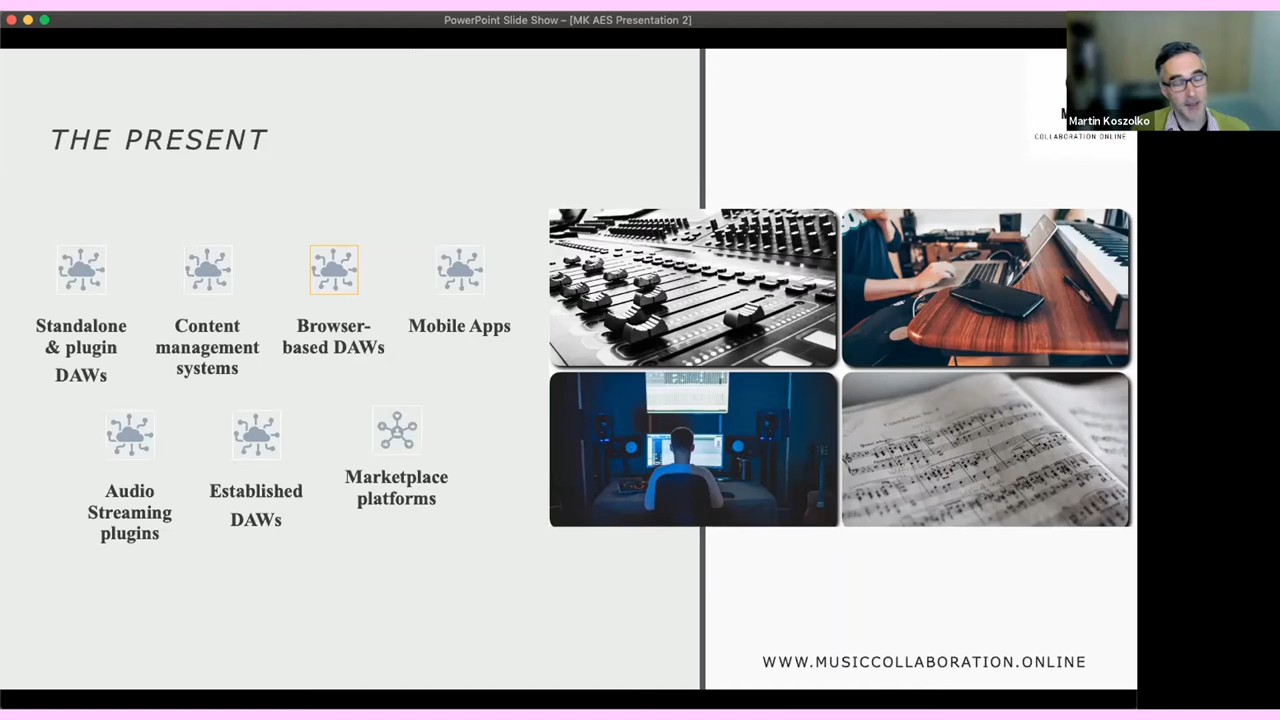 PowerPoint Slide Show – [MK AES Presentation 2]
Martin Koszolko
COLLABORATION ONLINE
THE PRESENT
Standalone
& plugin
DAWs
Content
management
systems
Browser-
based DAWs
Mobile Apps
Audio
Streaming
plugins
Established
DAWs
Marketplace
platforms
WWW.MUSICCOLLABORATION.ONLINE